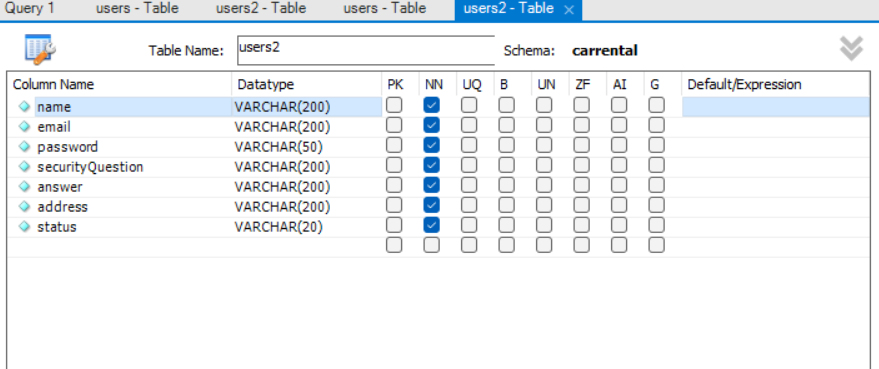 Query 1 users - Table users2 - Table users - Table users2 - Table
Table Name: users2 Schema: carrental
Column Name Datatype PK NN UQ B UN ZF AI G Default/Expression
name VARCHAR(200)
email VARCHAR(200)
password VARCHAR(50)
securityQuestion VARCHAR(200)
answer VARCHAR(200)
address VARCHAR(200)
status VARCHAR(20)